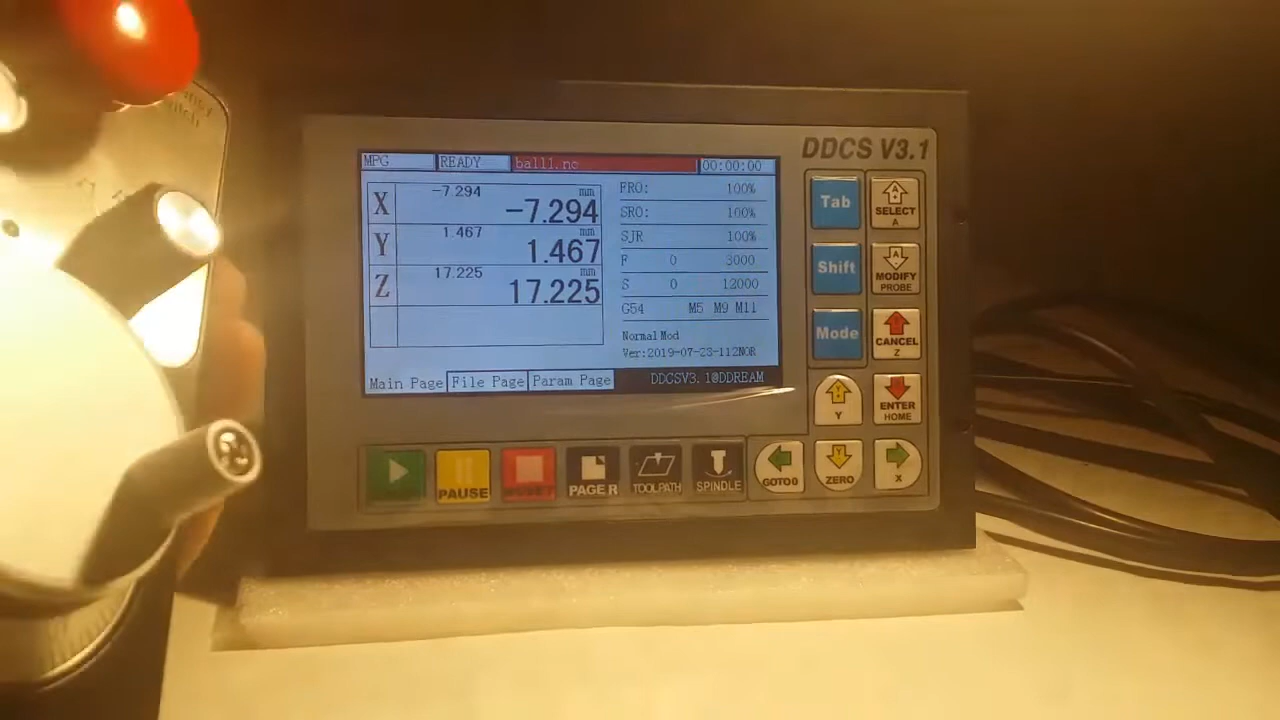 DDCS V3.1
MPG READY ball1.nc 00:00:00
X -7.294 mm -7.294
Y 1.467 mm 1.467
Z 17.225 mm 17.225
FRO: 100%
SRO: 100%
SJR 100%
F 0 3000
S 0 12000
G54 M5 M9 M11
Normal Mod
Ver:2019-07-23-112NOR
Main Page File Page Param Page DDCSV3.1@DDREAM
Tab
A
SELECT
A
Shift
A
MODIFY
PROBE
Mode
CANCEL
Z
Y
Y
ENTER
HOME
PAUSE
RESET
PAGE R
TOOLPATH
SPINDLE
GOTO0
Y
ZERO
X